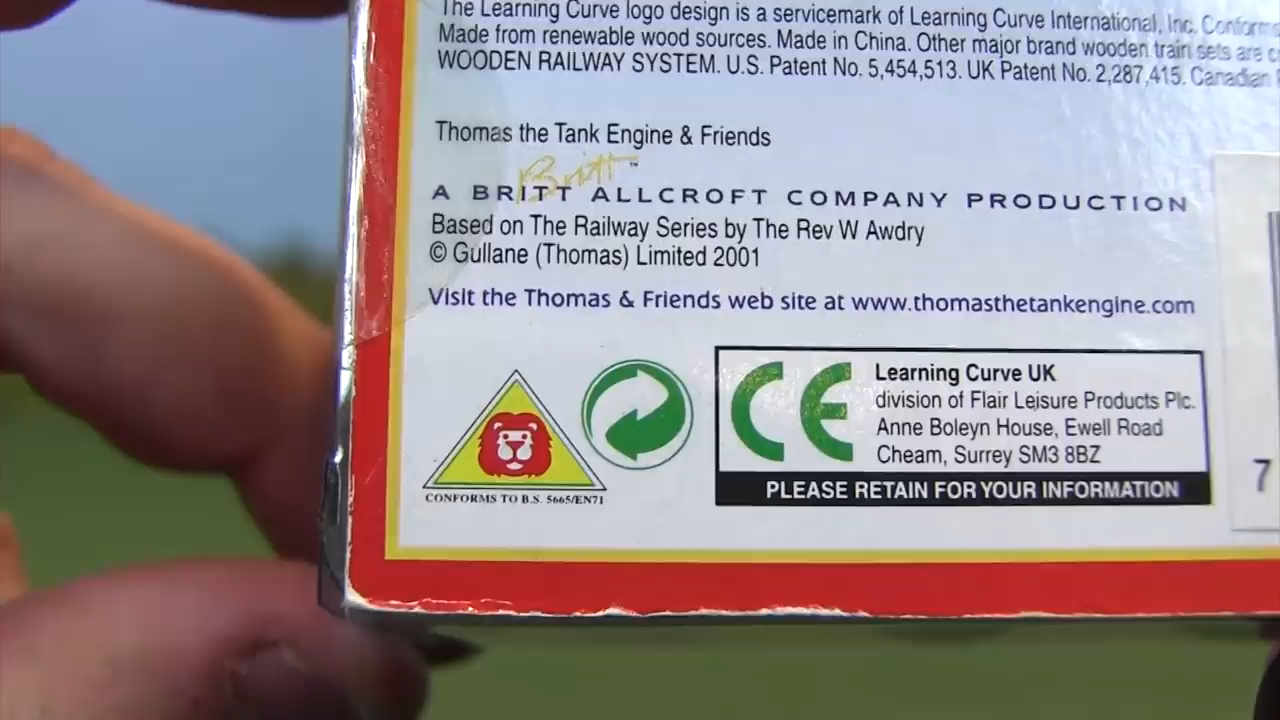 The Learning Curve logo design is a servicemark of Learning Curve International, Inc. Conforms
Made from renewable wood sources. Made in China. Other major brand wooden train sets are
WOODEN RAILWAY SYSTEM. U.S. Patent No. 5,454,513. UK Patent No. 2,287,415. Canadian
Thomas the Tank Engine & Friends
Britt™
A BRITT ALLCROFT COMPANY PRODUCTION
Based on The Railway Series by The Rev W Awdry
© Gullane (Thomas) Limited 2001
Visit the Thomas & Friends web site at www.thomasthetankengine.com
CE
Learning Curve UK
division of Flair Leisure Products Plc.
Anne Boleyn House, Ewell Road
Cheam, Surrey SM3 8BZ
PLEASE RETAIN FOR YOUR INFORMATION
CONFORMS TO B.S. 5665/EN71
7